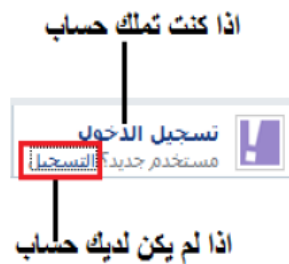 اذا كنت تملك حساب
تسجيل الدخول
مستخدم جديد؟ التسجيل
اذا لم يكن لديك حساب